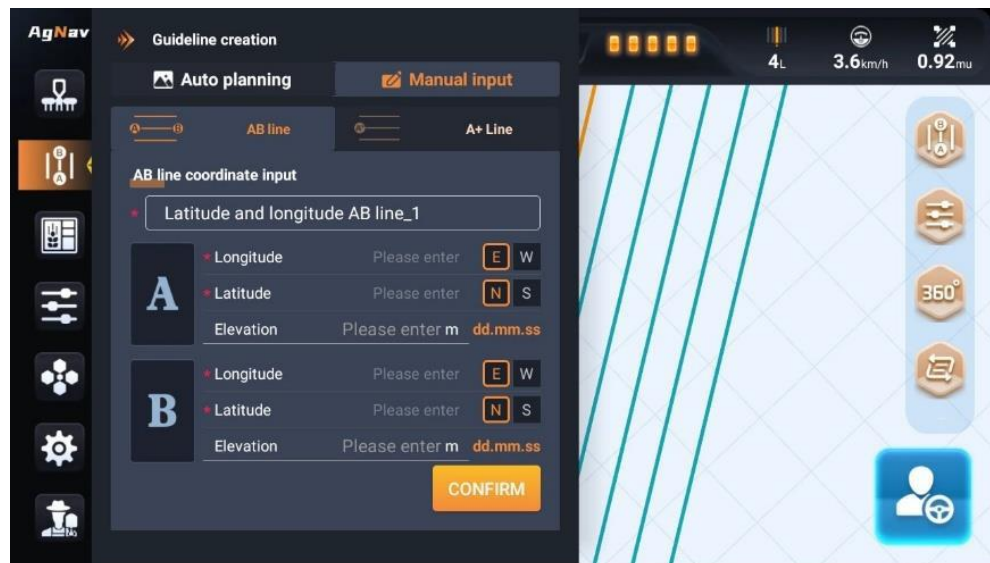 AgNav
Guideline creation
Auto planning
Manual input
AB line
A+ Line
AB line coordinate input
* Latitude and longitude AB line_1
A
* Longitude Please enter E W
* Latitude Please enter N S
Elevation Please enter m dd.mm.ss
B
* Longitude Please enter E W
* Latitude Please enter N S
Elevation Please enter m dd.mm.ss
CONFIRM
4L
3.6km/h
0.92mu
B
A
360°